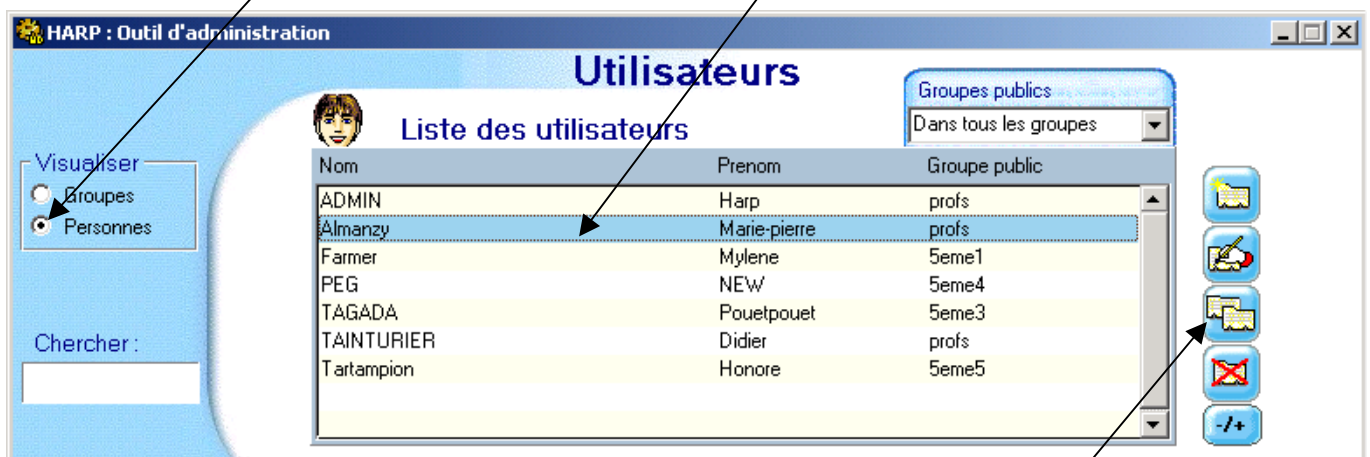 HARP : Outil d'administration
Utilisateurs
Groupes publics
Dans tous les groupes
Liste des utilisateurs
Visualiser
Groupes
Personnes
Chercher :
Nom Prenom Groupe public
ADMIN Harp profs
Almanzy Marie-pierre profs
Farmer Mylene 5eme1
PEG NEW 5eme4
TAGADA Pouetpouet 5eme3
TAINTURIER Didier profs
Tartampion Honore 5eme5
-/+